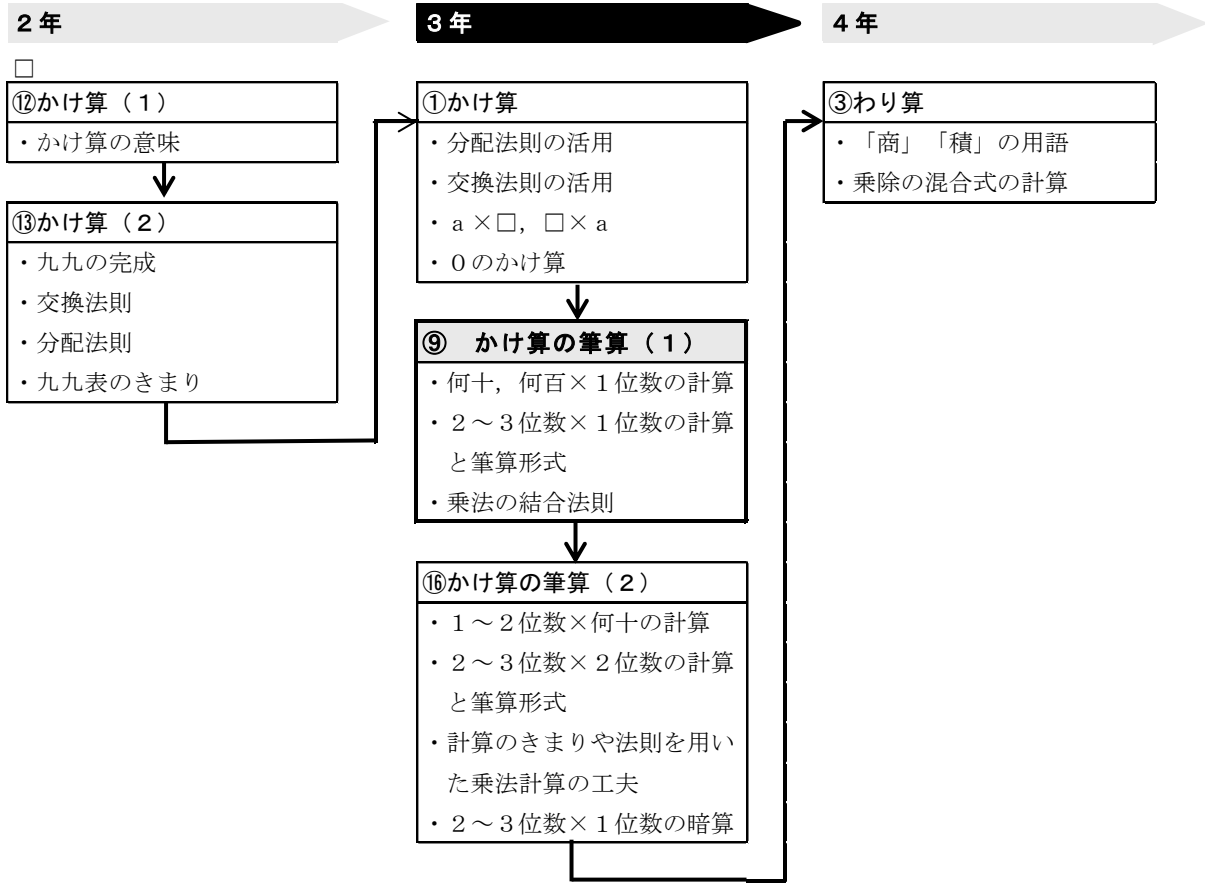 2年
3年
4年
□
⑫かけ算(1)
・かけ算の意味
⑬かけ算(2)
・九九の完成
・交換法則
・分配法則
・九九表のきまり
①かけ算
・分配法則の活用
・交換法則の活用
・a×□,□×a
・0のかけ算
⑨ かけ算の筆算(1)
・何十,何百×1位数の計算
・2~3位数×1位数の計算
と筆算形式
・乗法の結合法則
⑯かけ算の筆算(2)
・1~2位数×何十の計算
・2~3位数×2位数の計算
と筆算形式
・計算のきまりや法則を用い
た乗法計算の工夫
・2~3位数×1位数の暗算
③わり算
・「商」「積」の用語
・乗除の混合式の計算